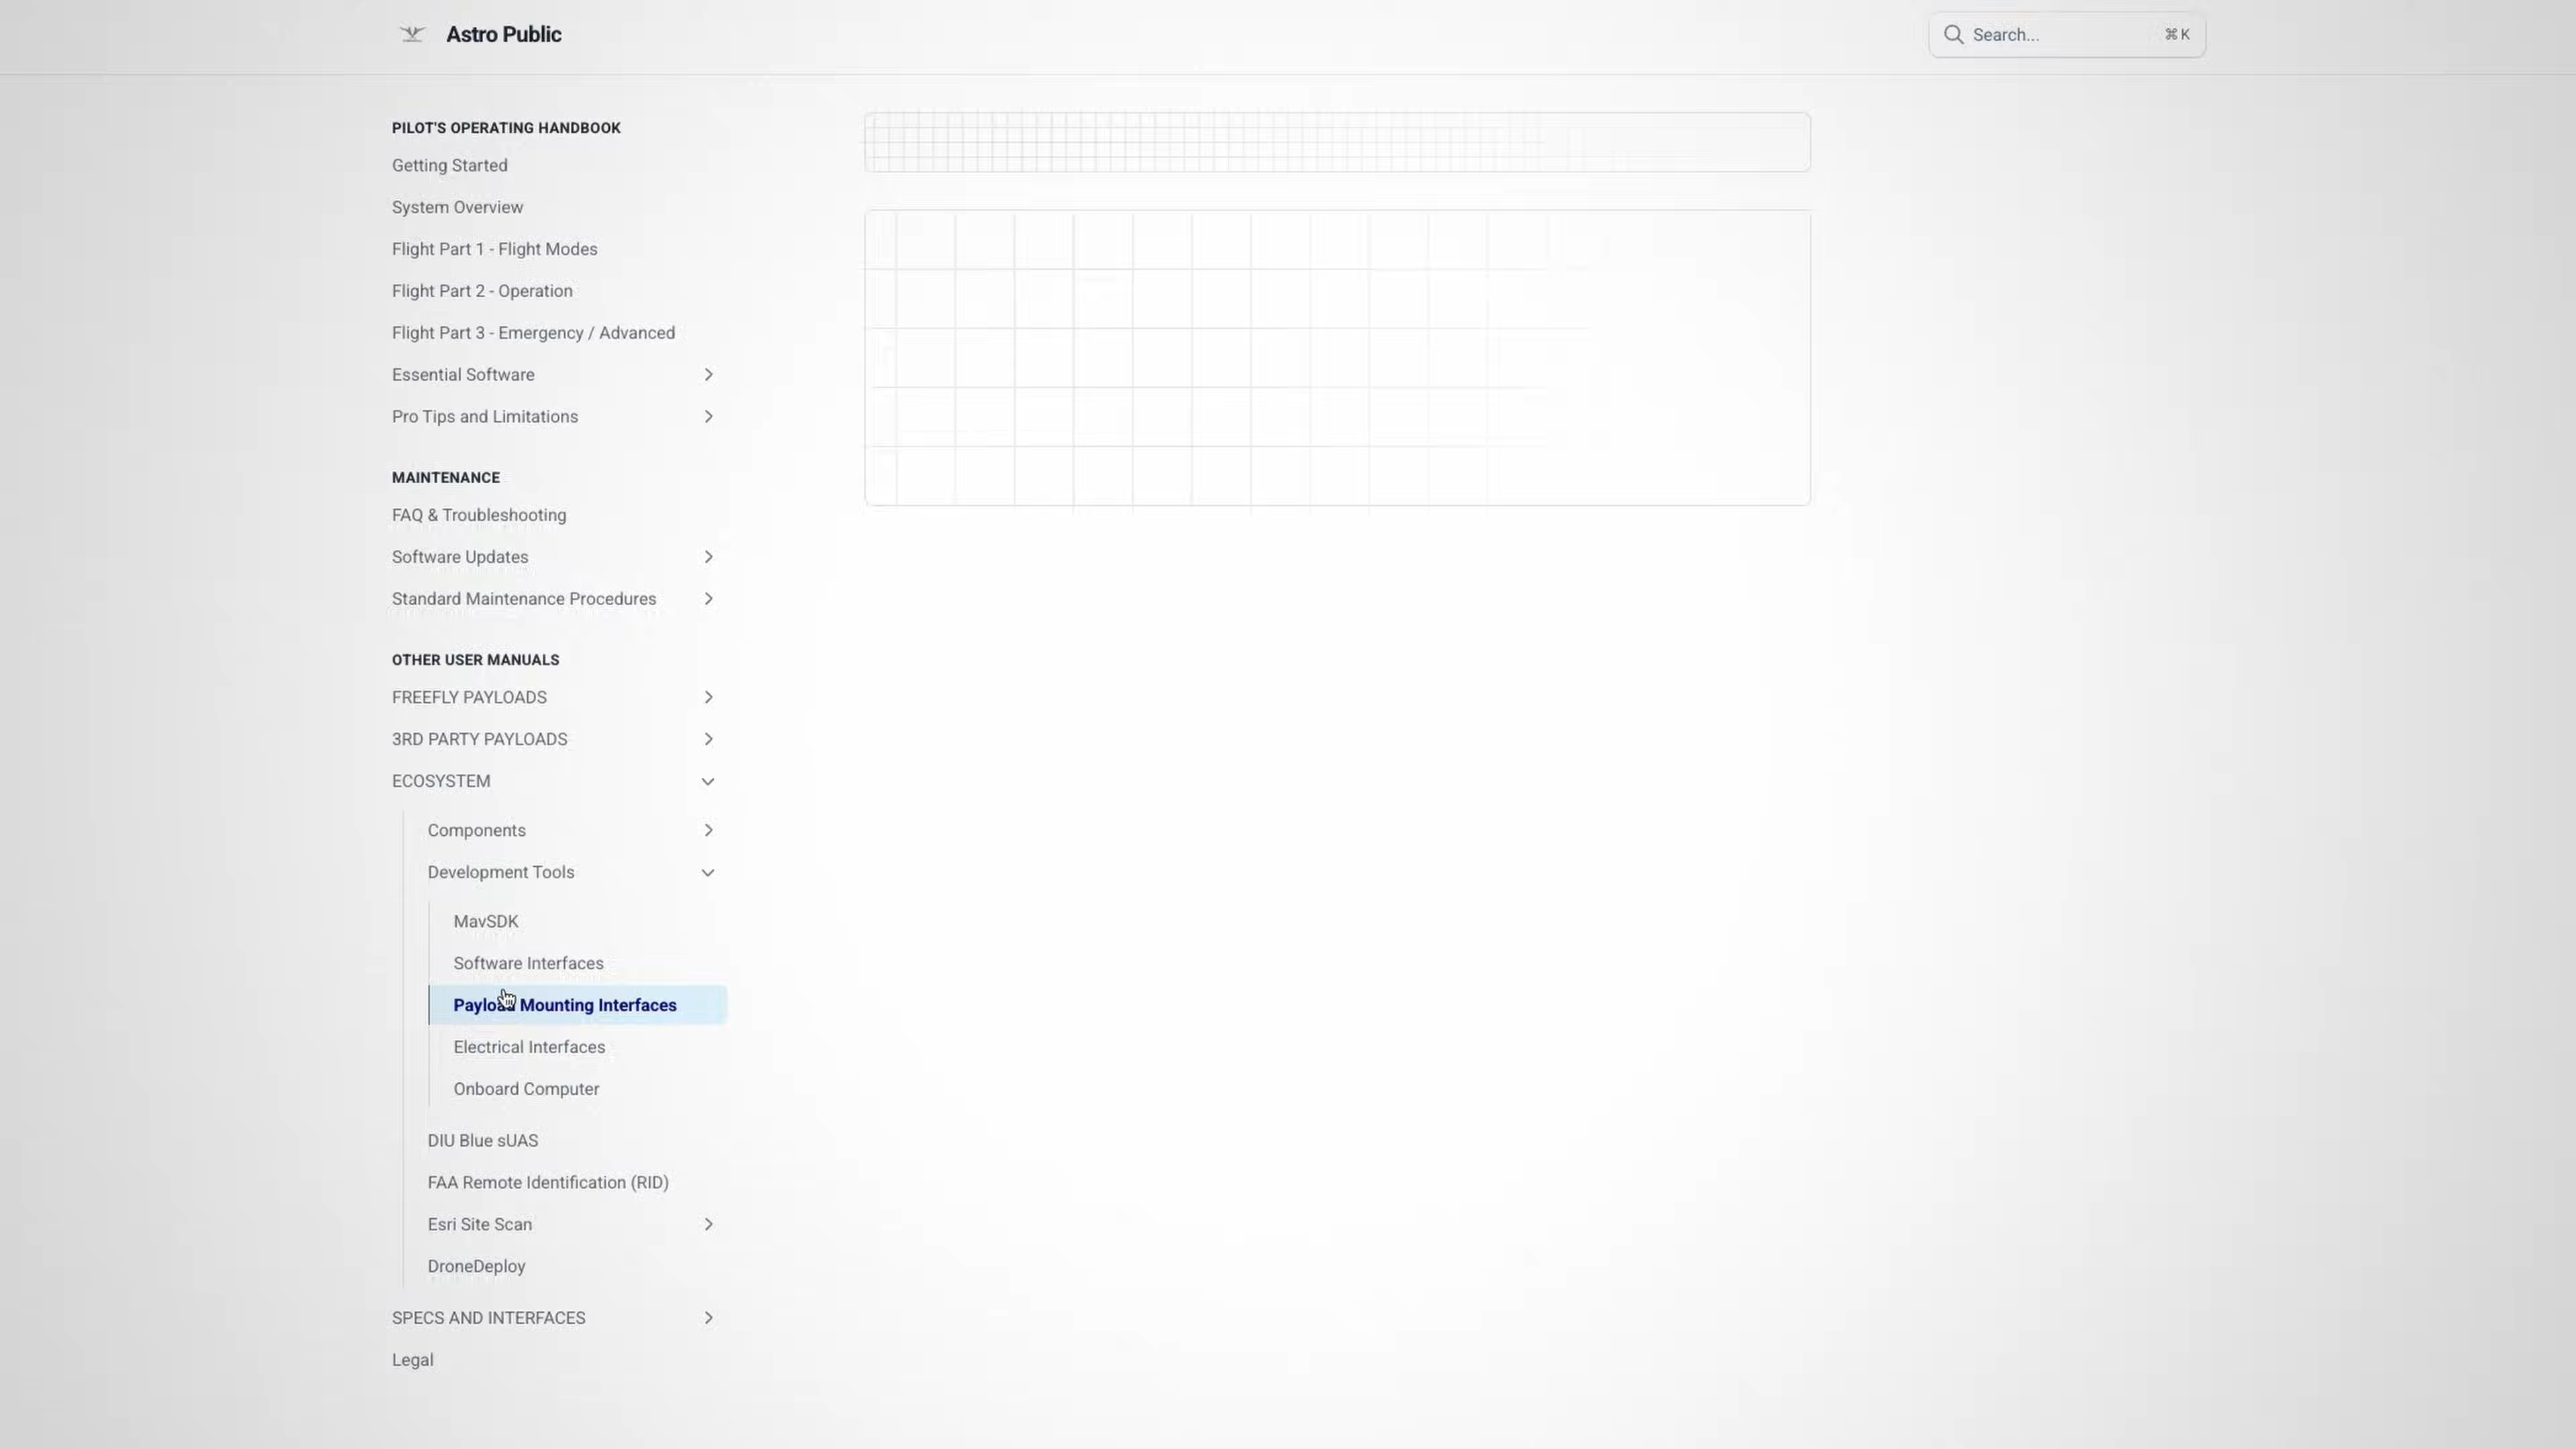 Astro Public
Search...
⌘ K
PILOT'S OPERATING HANDBOOK
Getting Started
System Overview
Flight Part 1 - Flight Modes
Flight Part 2 - Operation
Flight Part 3 - Emergency / Advanced
Essential Software
Pro Tips and Limitations
MAINTENANCE
FAQ & Troubleshooting
Software Updates
Standard Maintenance Procedures
OTHER USER MANUALS
FREEFLY PAYLOADS
3RD PARTY PAYLOADS
ECOSYSTEM
Components
Development Tools
MavSDK
Software Interfaces
Payload Mounting Interfaces
Electrical Interfaces
Onboard Computer
DIU Blue sUAS
FAA Remote Identification (RID)
Esri Site Scan
DroneDeploy
SPECS AND INTERFACES
Legal